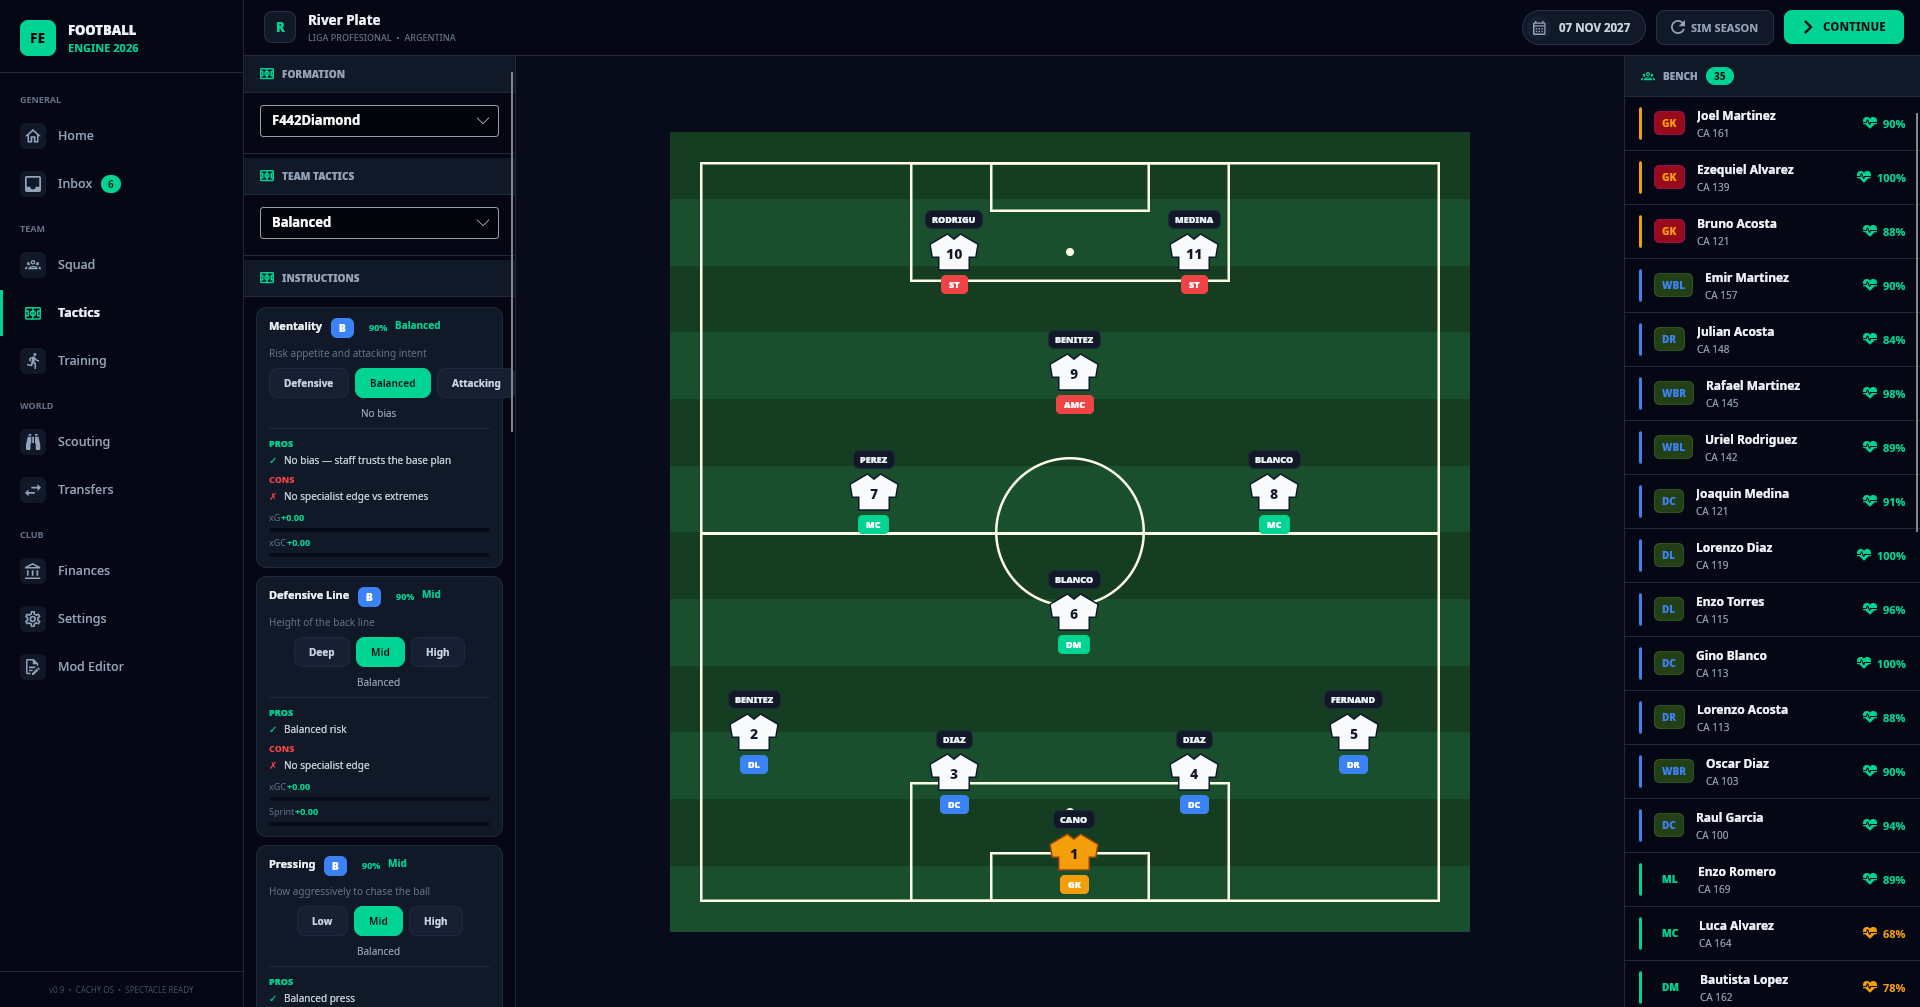 FE
FOOTBALL
ENGINE 2026
GENERAL
Home
Inbox 6
TEAM
Squad
Tactics
Training
WORLD
Scouting
Transfers
CLUB
Finances
Settings
Mod Editor
v0.9 • CACHY OS • SPECTACLE READY
R
River Plate
LIGA PROFESIONAL • ARGENTINA
07 NOV 2027
SIM SEASON
CONTINUE
FORMATION
F442Diamond
TEAM TACTICS
Balanced
INSTRUCTIONS
Mentality B 90% Balanced
Risk appetite and attacking intent
Defensive Balanced Attacking
No bias
PROS
✓ No bias — staff trusts the base plan
CONS
✗ No specialist edge vs extremes
xG+0.00
xGC+0.00
Defensive Line B 90% Mid
Height of the back line
Deep Mid High
Balanced
PROS
✓ Balanced risk
CONS
✗ No specialist edge
xGC+0.00
Sprint+0.00
Pressing B 90% Mid
How aggressively to chase the ball
Low Mid High
Balanced
PROS
✓ Balanced press
RODRIGU MEDINA
10 11
ST ST
BENITEZ
9
AMC
PEREZ BLANCO
7 8
MC MC
BLANCO
6
DM
BENITEZ FERNAND
2 5
DL DR
DIAZ DIAZ
3 4
DC DC
CANO
1
GK
BENCH 35
GK Joel Martinez 90%
CA 161
GK Ezequiel Alvarez 100%
CA 139
GK Bruno Acosta 88%
CA 121
WBL Emir Martinez 90%
CA 157
DR Julian Acosta 84%
CA 148
WBR Rafael Martinez 98%
CA 145
WBL Uriel Rodriguez 89%
CA 142
DC Joaquin Medina 91%
CA 121
DL Lorenzo Diaz 100%
CA 119
DL Enzo Torres 96%
CA 115
DC Gino Blanco 100%
CA 113
DR Lorenzo Acosta 88%
CA 113
WBR Oscar Diaz 90%
CA 103
DC Raul Garcia 94%
CA 100
ML Enzo Romero 89%
CA 169
MC Luca Alvarez 68%
CA 164
DM Bautista Lopez 78%
CA 162